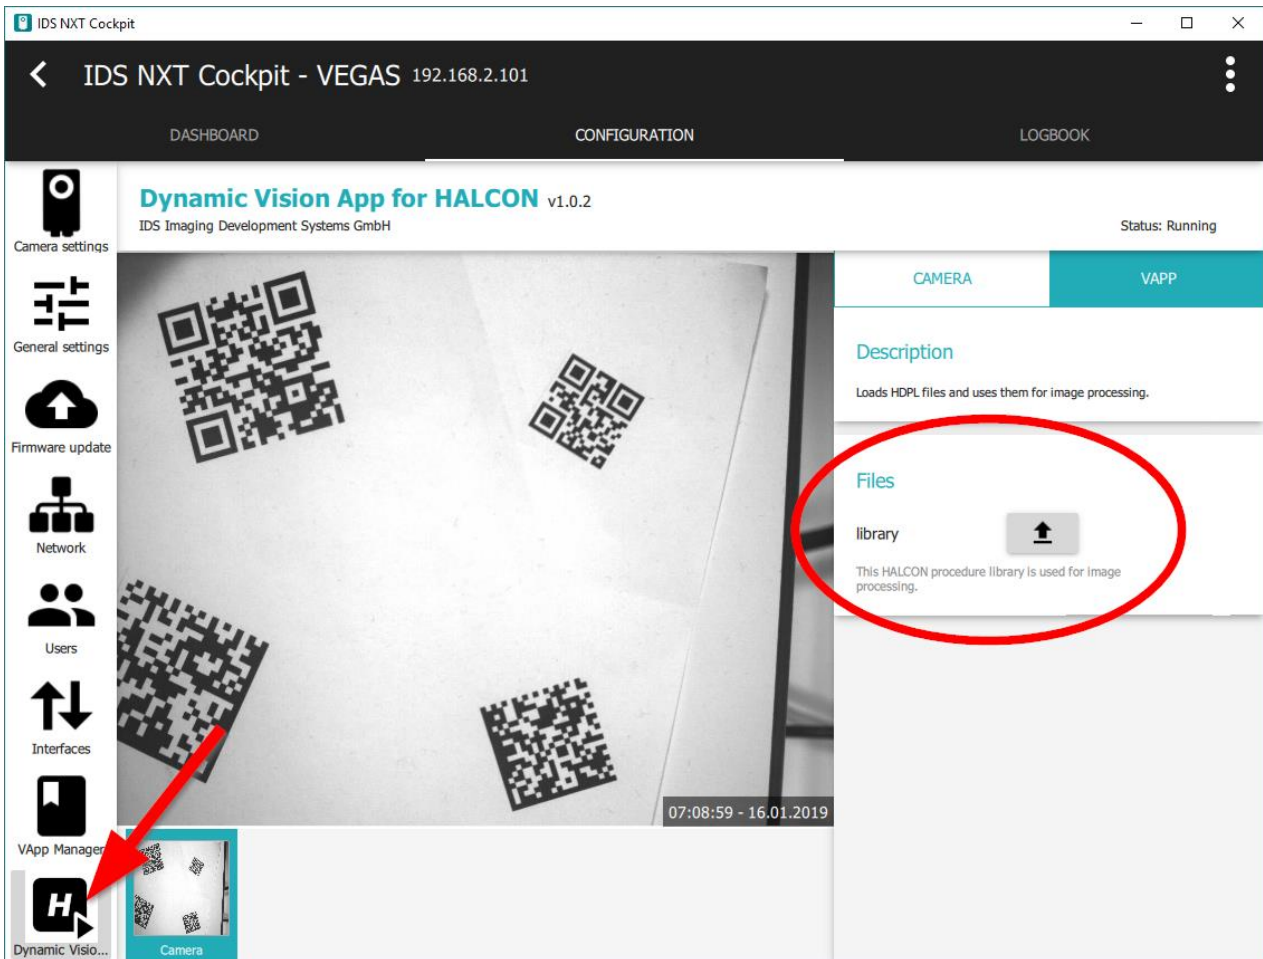 IDS NXT Cockpit
IDS NXT Cockpit - VEGAS 192.168.2.101
DASHBOARD
CONFIGURATION
LOGBOOK
Camera settings
General settings
Firmware update
Network
Users
Interfaces
VApp Manager
Dynamic Visio...
Dynamic Vision App for HALCON v1.0.2
IDS Imaging Development Systems GmbH
Status: Running
07:08:59 - 16.01.2019
H
Camera
CAMERA
VAPP
Description
Loads HDPL files and uses them for image processing.
Files
library
This HALCON procedure library is used for image
processing.